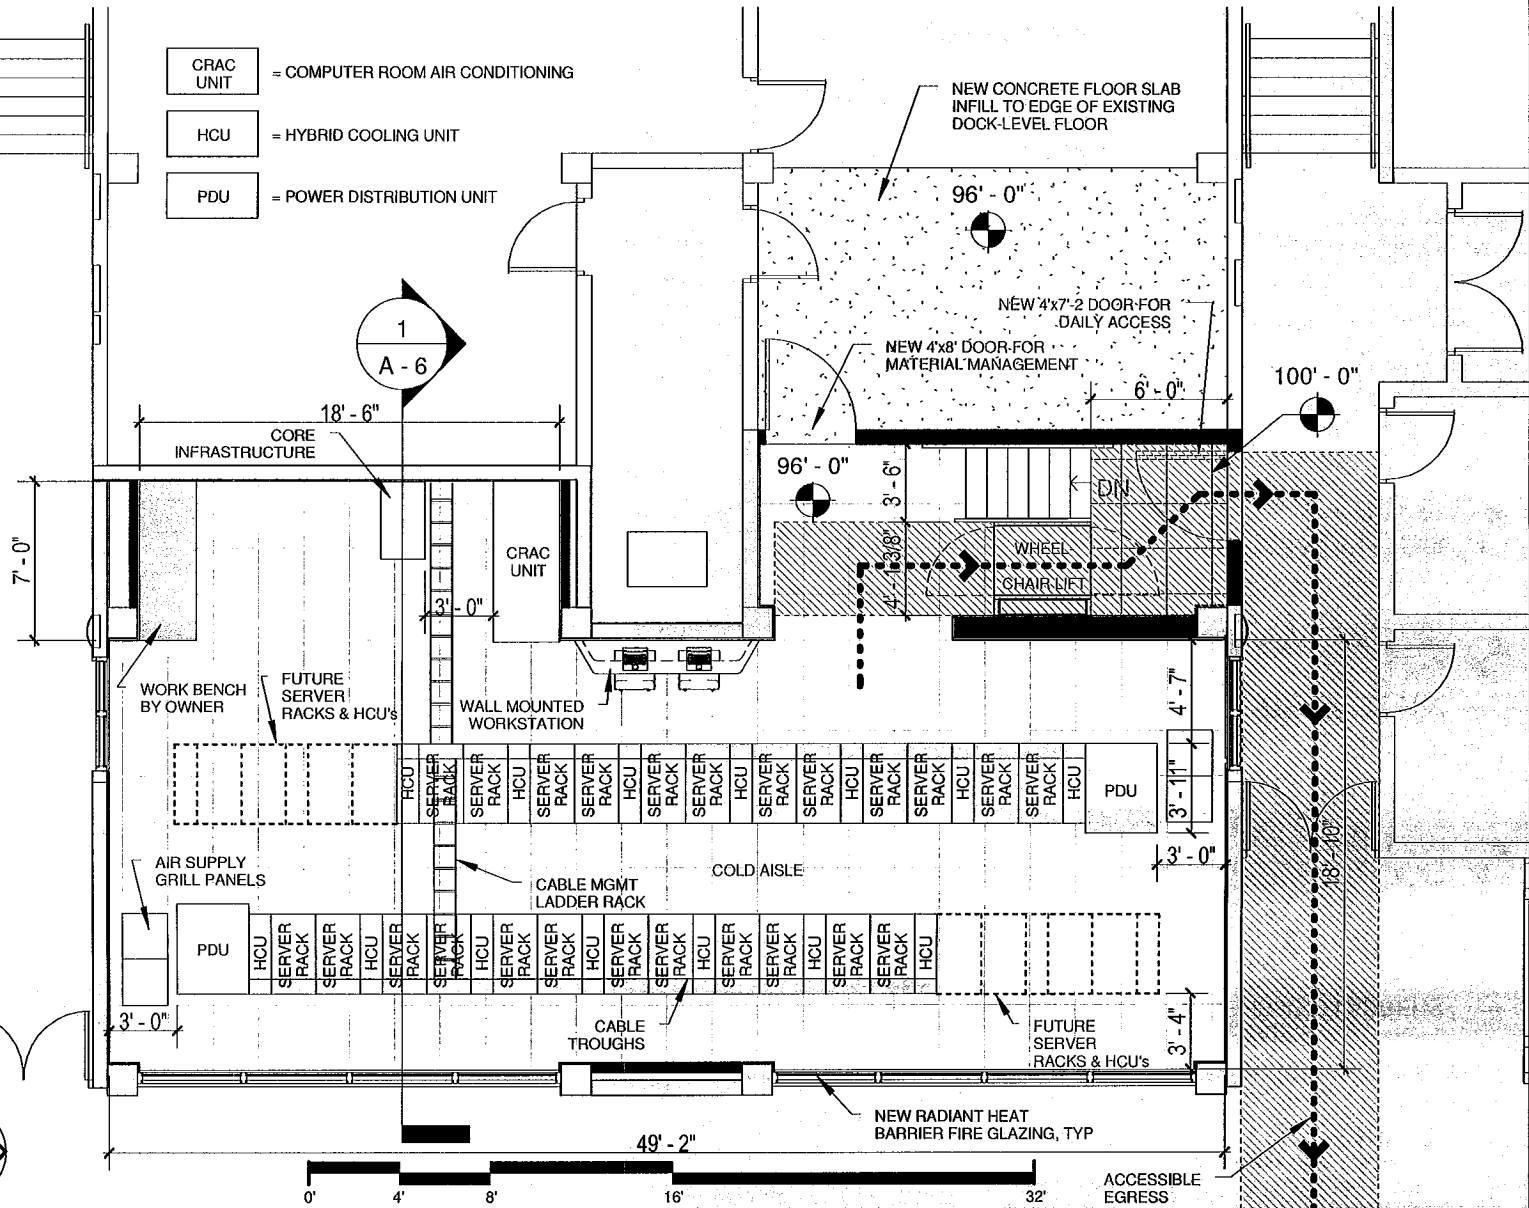 CRAC
UNIT
= COMPUTER ROOM AIR CONDITIONING
HCU
= HYBRID COOLING UNIT
PDU
= POWER DISTRIBUTION UNIT
NEW CONCRETE FLOOR SLAB
INFILL TO EDGE OF EXISTING
DOCK-LEVEL FLOOR
96' - 0"
NEW 4'x7'-2 DOOR FOR
DAILY ACCESS
1
A - 6
NEW 4'x8' DOOR FOR
MATERIAL MANAGEMENT
6' - 0"
100' - 0"
18' - 6"
CORE
INFRASTRUCTURE
96' - 0"
3' - 6"
DN
7' - 0"
CRAC
UNIT
4' - 1 3/8"
WHEEL-
CHAIR LIFT
3' - 0"
WORK BENCH
BY OWNER
FUTURE
SERVER
RACKS & HCU's
WALL MOUNTED
WORKSTATION
4' - 7"
HCU
SERVER
RACK
SERVER
RACK
HCU
SERVER
RACK
SERVER
RACK
HCU
SERVER
RACK
SERVER
RACK
HCU
SERVER
RACK
SERVER
RACK
HCU
SERVER
RACK
SERVER
RACK
HCU
SERVER
RACK
SERVER
RACK
HCU
PDU
3' - 11"
18' - 10"
3' - 0"
AIR SUPPLY
GRILL PANELS
CABLE MGMT
LADDER RACK
COLD AISLE
PDU
HCU
SERVER
RACK
SERVER
RACK
HCU
SERVER
RACK
SERVER
RACK
HCU
SERVER
RACK
SERVER
RACK
HCU
SERVER
RACK
SERVER
RACK
HCU
SERVER
RACK
SERVER
RACK
HCU
SERVER
RACK
SERVER
RACK
HCU
3' - 0"
CABLE
TROUGHS
FUTURE
SERVER
RACKS & HCU's
3' - 4"
NEW RADIANT HEAT
BARRIER FIRE GLAZING, TYP
49' - 2"
ACCESSIBLE
EGRESS
0'
4'
8'
16'
32'